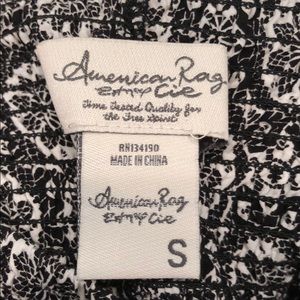 American Rag
Cie
Time Tested Quality for
the Free Spirit
RN134190
MADE IN CHINA
American Rag
Cie
S